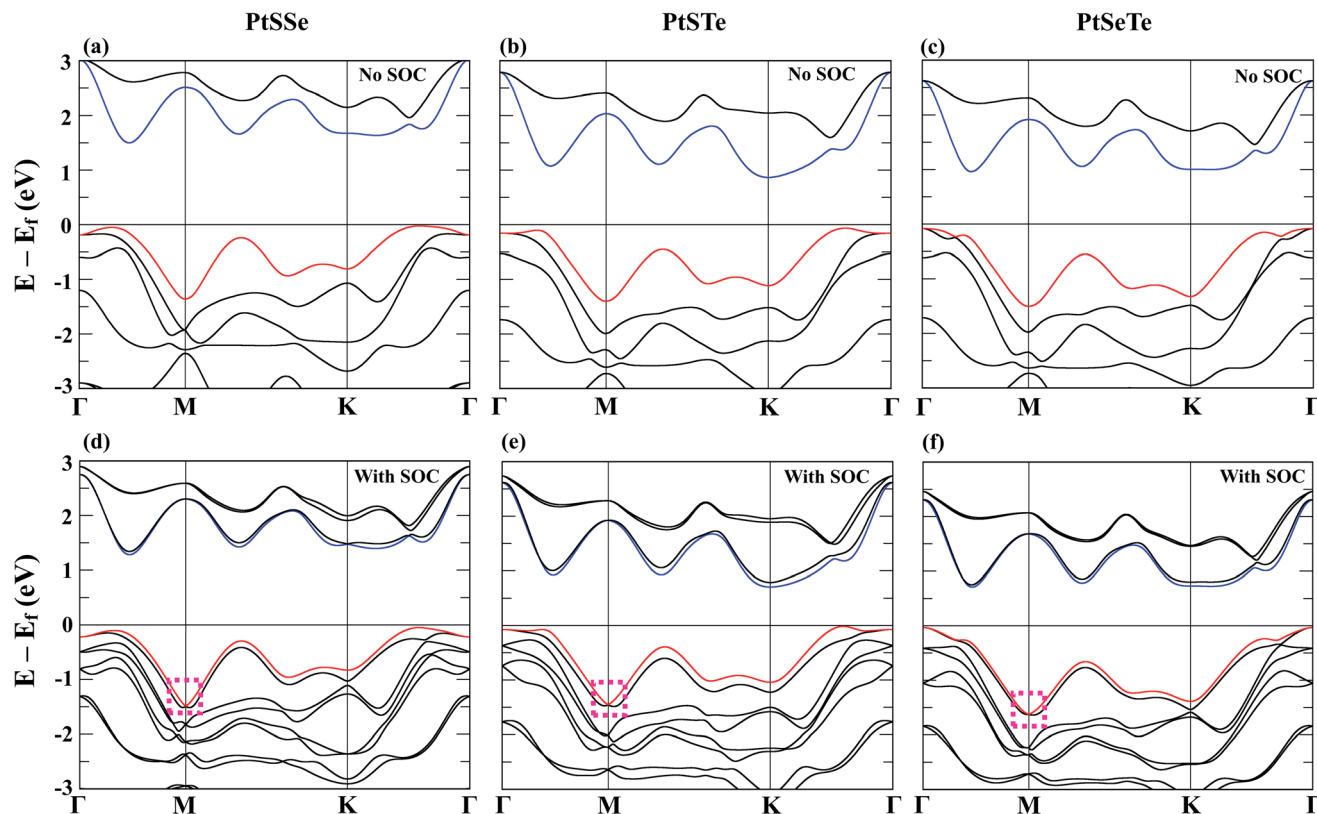 PtSSe PtSTe PtSeTe
(a) (b) (c)
No SOC No SOC No SOC
3
2
1
0
-1
-2
-3
E − E_f (eV)
Γ M K Γ Γ M K Γ Γ M K Γ
(d) (e) (f)
With SOC With SOC With SOC
3
2
1
0
-1
-2
-3
E − E_f (eV)
Γ M K Γ Γ M K Γ Γ M K Γ